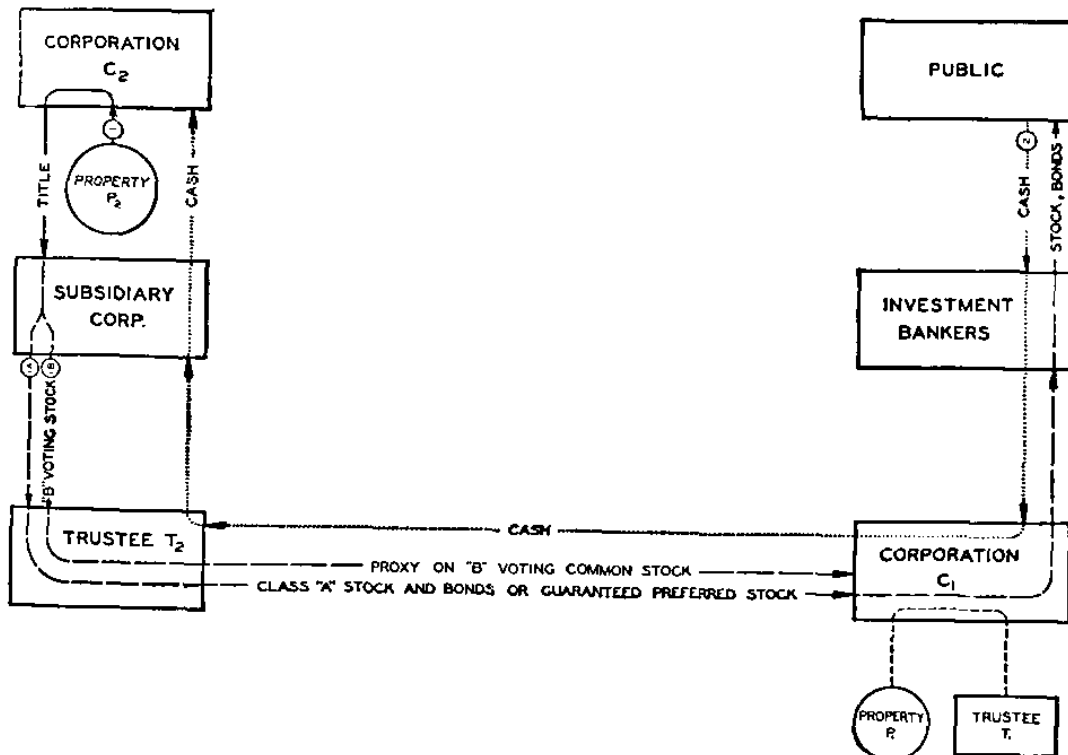 CORPORATION
C2
PUBLIC
1
2
PROPERTY
P2
TITLE
CASH
CASH
STOCK, BONDS
SUBSIDIARY
CORP.
INVESTMENT
BANKERS
A
B
"B" VOTING STOCK
TRUSTEE T2
CASH
PROXY ON "B" VOTING COMMON STOCK
CLASS "A" STOCK AND BONDS OR GUARANTEED PREFERRED STOCK
CORPORATION
C1
PROPERTY
P1
TRUSTEE
T1